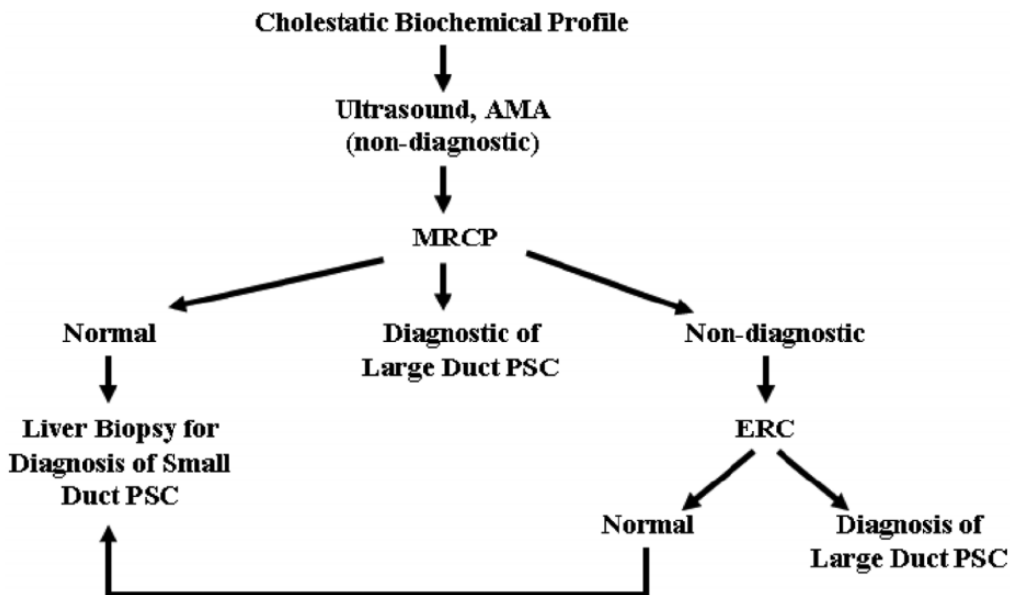 Cholestatic Biochemical Profile
Ultrasound, AMA
(non-diagnostic)
MRCP
Normal
Diagnostic of
Large Duct PSC
Non-diagnostic
Liver Biopsy for
Diagnosis of Small
Duct PSC
ERC
Normal
Diagnosis of
Large Duct PSC